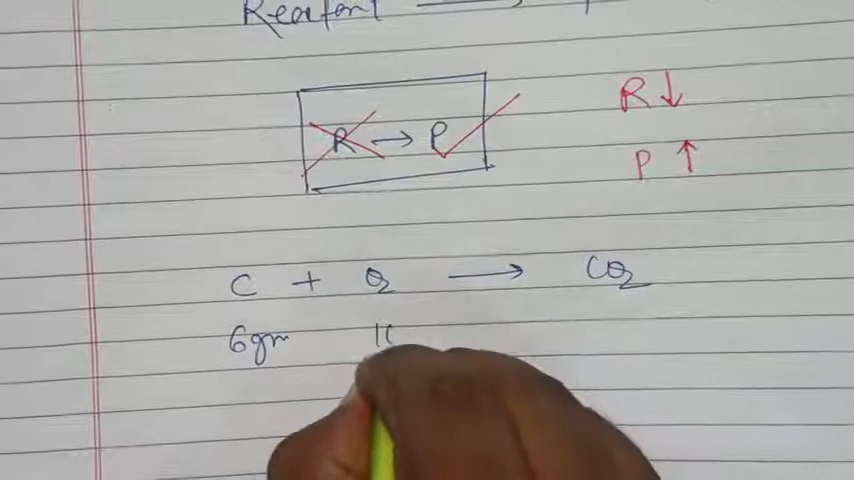 Reactant →
R → P R ↓
P ↑
C + O2 → CO2
6gm